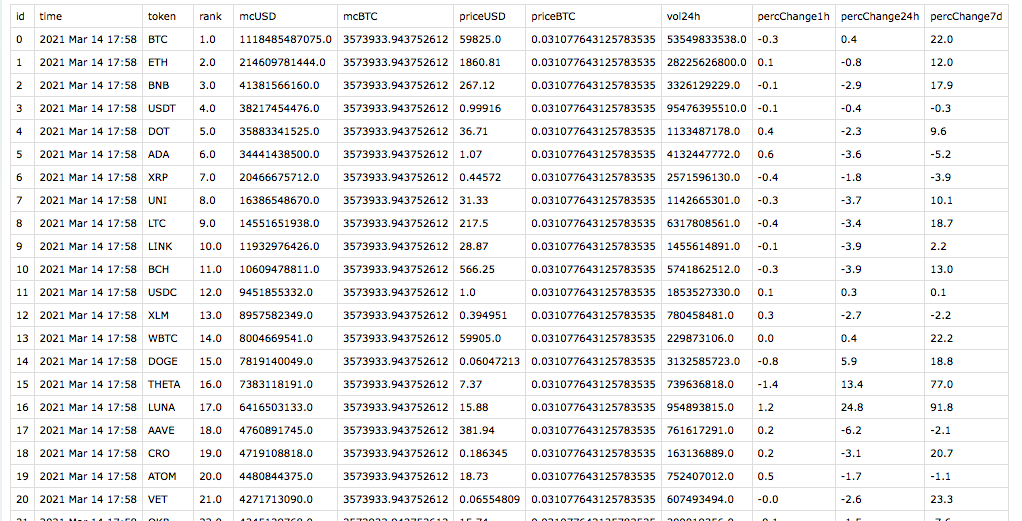 id time token rank mcUSD mcBTC priceUSD priceBTC vol24h percChange1h percChange24h percChange7d
0 2021 Mar 14 17:58 BTC 1.0 1118485487075.0 3573933.943752612 59825.0 0.031077643125783535 53549833538.0 -0.3 0.4 22.0
1 2021 Mar 14 17:58 ETH 2.0 214609781444.0 3573933.943752612 1860.81 0.031077643125783535 28225626800.0 0.1 -0.8 12.0
2 2021 Mar 14 17:58 BNB 3.0 41381566160.0 3573933.943752612 267.12 0.031077643125783535 3326129229.0 -0.1 -2.9 17.9
3 2021 Mar 14 17:58 USDT 4.0 38217454476.0 3573933.943752612 0.99916 0.031077643125783535 95476395510.0 -0.1 -0.4 -0.3
4 2021 Mar 14 17:58 DOT 5.0 35883341525.0 3573933.943752612 36.71 0.031077643125783535 1133487178.0 0.4 -2.3 9.6
5 2021 Mar 14 17:58 ADA 6.0 34441438500.0 3573933.943752612 1.07 0.031077643125783535 4132447772.0 0.6 -3.6 -5.2
6 2021 Mar 14 17:58 XRP 7.0 20466675712.0 3573933.943752612 0.44572 0.031077643125783535 2571596130.0 -0.4 -1.8 -3.9
7 2021 Mar 14 17:58 UNI 8.0 16386548670.0 3573933.943752612 31.33 0.031077643125783535 1142665301.0 -0.3 -3.7 10.1
8 2021 Mar 14 17:58 LTC 9.0 14551651938.0 3573933.943752612 217.5 0.031077643125783535 6317808561.0 -0.4 -3.4 18.7
9 2021 Mar 14 17:58 LINK 10.0 11932976426.0 3573933.943752612 28.87 0.031077643125783535 1455614891.0 -0.1 -3.9 2.2
10 2021 Mar 14 17:58 BCH 11.0 10609478811.0 3573933.943752612 566.25 0.031077643125783535 5741862512.0 -0.3 -3.9 13.0
11 2021 Mar 14 17:58 USDC 12.0 9451855332.0 3573933.943752612 1.0 0.031077643125783535 1853527330.0 0.1 0.3 0.1
12 2021 Mar 14 17:58 XLM 13.0 8957582349.0 3573933.943752612 0.394951 0.031077643125783535 780458481.0 0.3 -2.7 -2.2
13 2021 Mar 14 17:58 WBTC 14.0 8004669541.0 3573933.943752612 59905.0 0.031077643125783535 229873106.0 0.0 0.4 22.2
14 2021 Mar 14 17:58 DOGE 15.0 7819140049.0 3573933.943752612 0.06047213 0.031077643125783535 3132585723.0 -0.8 5.9 18.8
15 2021 Mar 14 17:58 THETA 16.0 7383118191.0 3573933.943752612 7.37 0.031077643125783535 739636818.0 -1.4 13.4 77.0
16 2021 Mar 14 17:58 LUNA 17.0 6416503133.0 3573933.943752612 15.88 0.031077643125783535 954893815.0 1.2 24.8 91.8
17 2021 Mar 14 17:58 AAVE 18.0 4760891745.0 3573933.943752612 381.94 0.031077643125783535 761617291.0 0.2 -6.2 -2.1
18 2021 Mar 14 17:58 CRO 19.0 4719108818.0 3573933.943752612 0.186345 0.031077643125783535 163136889.0 0.2 -3.1 20.7
19 2021 Mar 14 17:58 ATOM 20.0 4480844375.0 3573933.943752612 18.73 0.031077643125783535 752407012.0 0.5 -1.7 -1.1
20 2021 Mar 14 17:58 VET 21.0 4271713090.0 3573933.943752612 0.06554809 0.031077643125783535 607493494.0 -0.0 -2.6 23.3